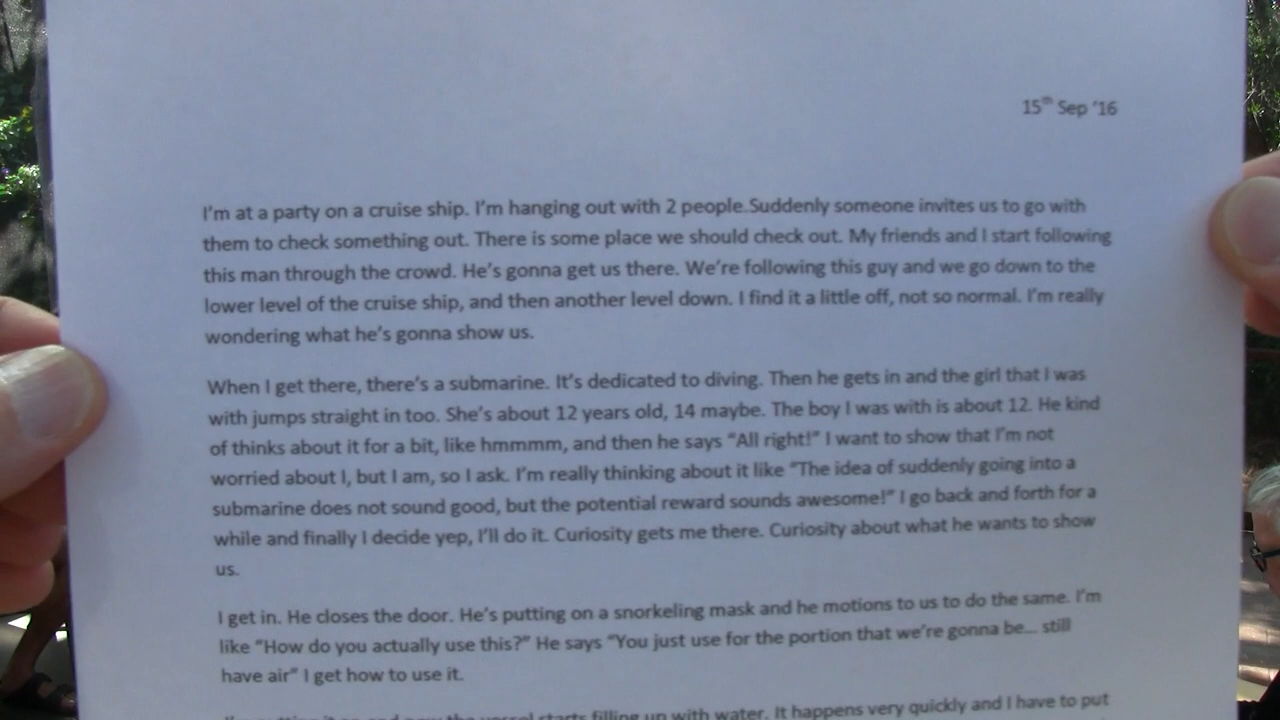 15th Sep '16
I'm at a party on a cruise ship. I'm hanging out with 2 people.Suddenly someone invites us to go with
them to check something out. There is some place we should check out. My friends and I start following
this man through the crowd. He's gonna get us there. We're following this guy and we go down to the
lower level of the cruise ship, and then another level down. I find it a little off, not so normal. I'm really
wondering what he's gonna show us.
When I get there, there's a submarine. It's dedicated to diving. Then he gets in and the girl that I was
with jumps straight in too. She's about 12 years old, 14 maybe. The boy I was with is about 12. He kind
of thinks about it for a bit, like hmmmm, and then he says "All right!" I want to show that I'm not
worried about I, but I am, so I ask. I'm really thinking about it like "The idea of suddenly going into a
submarine does not sound good, but the potential reward sounds awesome!" I go back and forth for a
while and finally I decide yep, I'll do it. Curiosity gets me there. Curiosity about what he wants to show
us.
I get in. He closes the door. He's putting on a snorkeling mask and he motions to us to do the same. I'm
like "How do you actually use this?" He says "You just use for the portion that we're gonna be... still
have air" I get how to use it.
the vessel starts filling up with water. It happens very quickly and I have to put